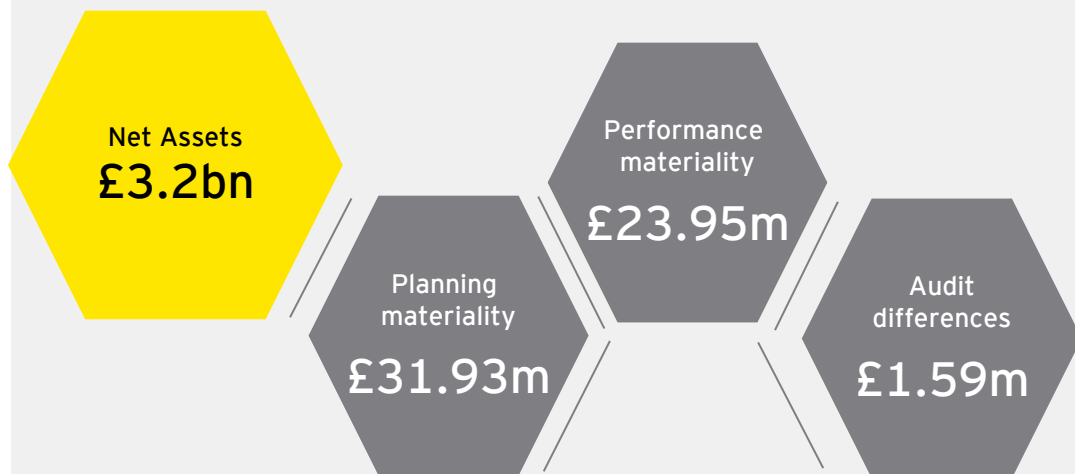 Net Assets
£3.2bn
Planning
materiality
£31.93m
Performance
materiality
£23.95m
Audit
differences
£1.59m